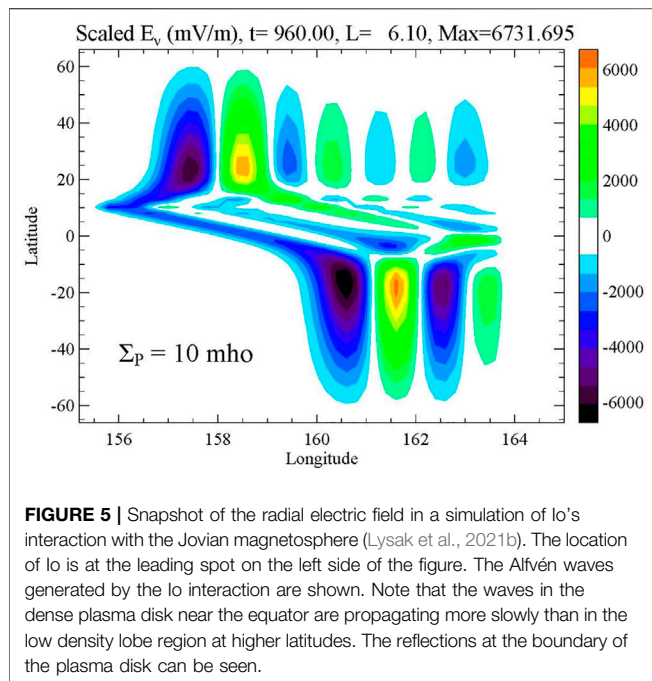 Scaled E_ν (mV/m), t= 960.00, L= 6.10, Max=6731.695
60
40
20
0
-20
-40
-60
Latitude
Σ_P = 10 mho
156
158
160
162
164
Longitude
6000
4000
2000
0
-2000
-4000
-6000
FIGURE 5 | Snapshot of the radial electric field in a simulation of Io's
interaction with the Jovian magnetosphere (Lysak et al., 2021b). The location
of Io is at the leading spot on the left side of the figure. The Alfvén waves
generated by the Io interaction are shown. Note that the waves in the
dense plasma disk near the equator are propagating more slowly than in the
low density lobe region at higher latitudes. The reflections at the boundary of
the plasma disk can be seen.